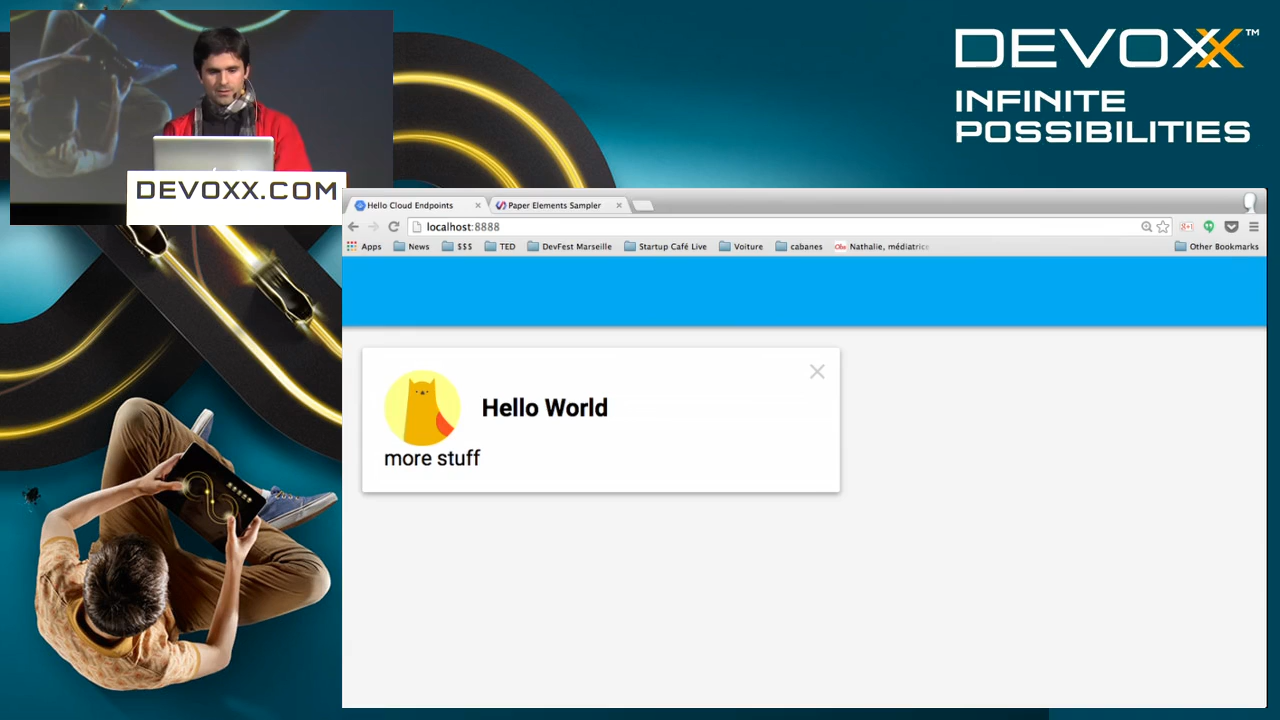 DEVOXX™
INFINITE
POSSIBILITIES
DEVOXX.COM
Hello Cloud Endpoints
Paper Elements Sampler
localhost:8888
Apps News $$$ TED DevFest Marseille Startup Café Live Voiture cabanes Nathalie, médiatrice Other Bookmarks
Hello World
more stuff